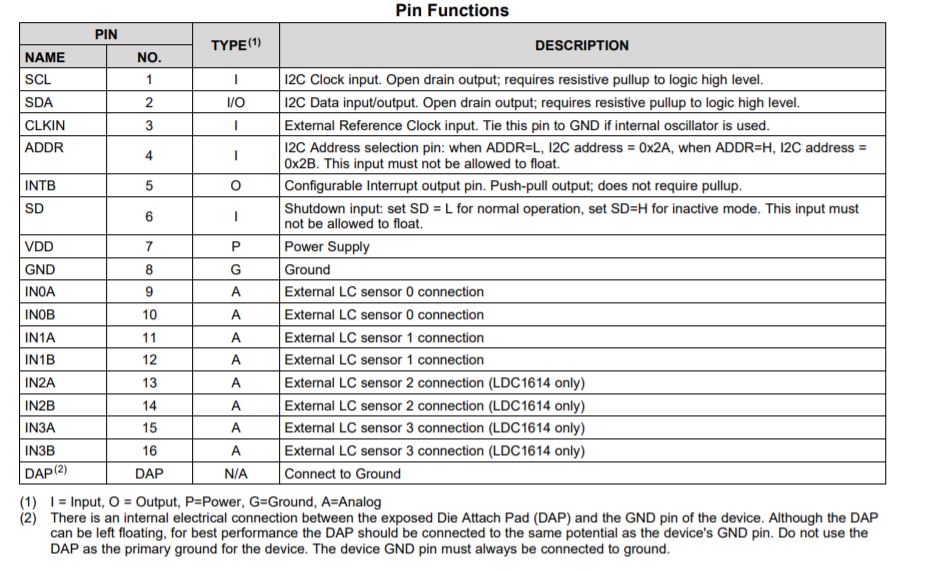 Pin Functions
PIN
TYPE(1)
DESCRIPTION
NAME
NO.
SCL 1 I I2C Clock input. Open drain output; requires resistive pullup to logic high level.
SDA 2 I/O I2C Data input/output. Open drain output; requires resistive pullup to logic high level.
CLKIN 3 I External Reference Clock input. Tie this pin to GND if internal oscillator is used.
ADDR 4 I I2C Address selection pin: when ADDR=L, I2C address = 0x2A, when ADDR=H, I2C address =
0x2B. This input must not be allowed to float.
INTB 5 O Configurable Interrupt output pin. Push-pull output; does not require pullup.
SD 6 I Shutdown input: set SD = L for normal operation, set SD=H for inactive mode. This input must
not be allowed to float.
VDD 7 P Power Supply
GND 8 G Ground
IN0A 9 A External LC sensor 0 connection
IN0B 10 A External LC sensor 0 connection
IN1A 11 A External LC sensor 1 connection
IN1B 12 A External LC sensor 1 connection
IN2A 13 A External LC sensor 2 connection (LDC1614 only)
IN2B 14 A External LC sensor 2 connection (LDC1614 only)
IN3A 15 A External LC sensor 3 connection (LDC1614 only)
IN3B 16 A External LC sensor 3 connection (LDC1614 only)
DAP(2) DAP N/A Connect to Ground
(1) I = Input, O = Output, P=Power, G=Ground, A=Analog
(2) There is an internal electrical connection between the exposed Die Attach Pad (DAP) and the GND pin of the device. Although the DAP
can be left floating, for best performance the DAP should be connected to the same potential as the device's GND pin. Do not use the
DAP as the primary ground for the device. The device GND pin must always be connected to ground.